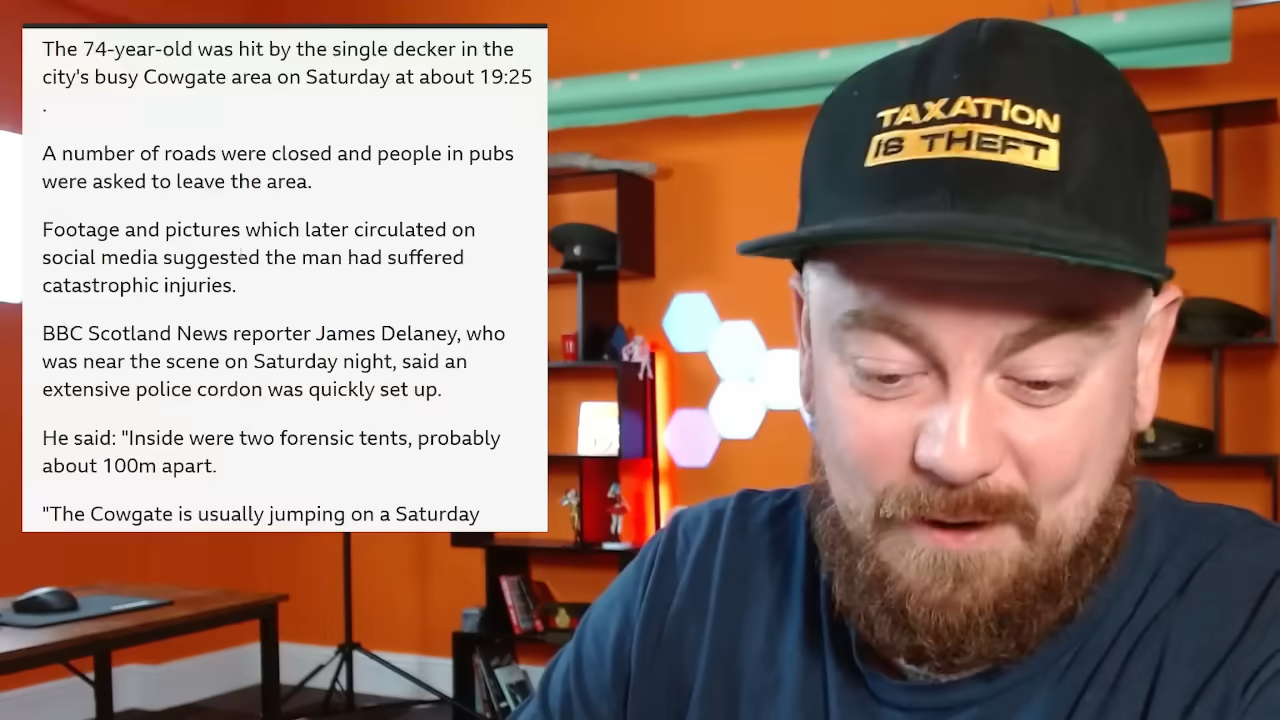 The 74-year-old was hit by the single decker in the
city's busy Cowgate area on Saturday at about 19:25
.
A number of roads were closed and people in pubs
were asked to leave the area.
Footage and pictures which later circulated on
social media suggested the man had suffered
catastrophic injuries.
BBC Scotland News reporter James Delaney, who
was near the scene on Saturday night, said an
extensive police cordon was quickly set up.
He said: "Inside were two forensic tents, probably
about 100m apart.
"The Cowgate is usually jumping on a Saturday
TAXATION
IS THEFT